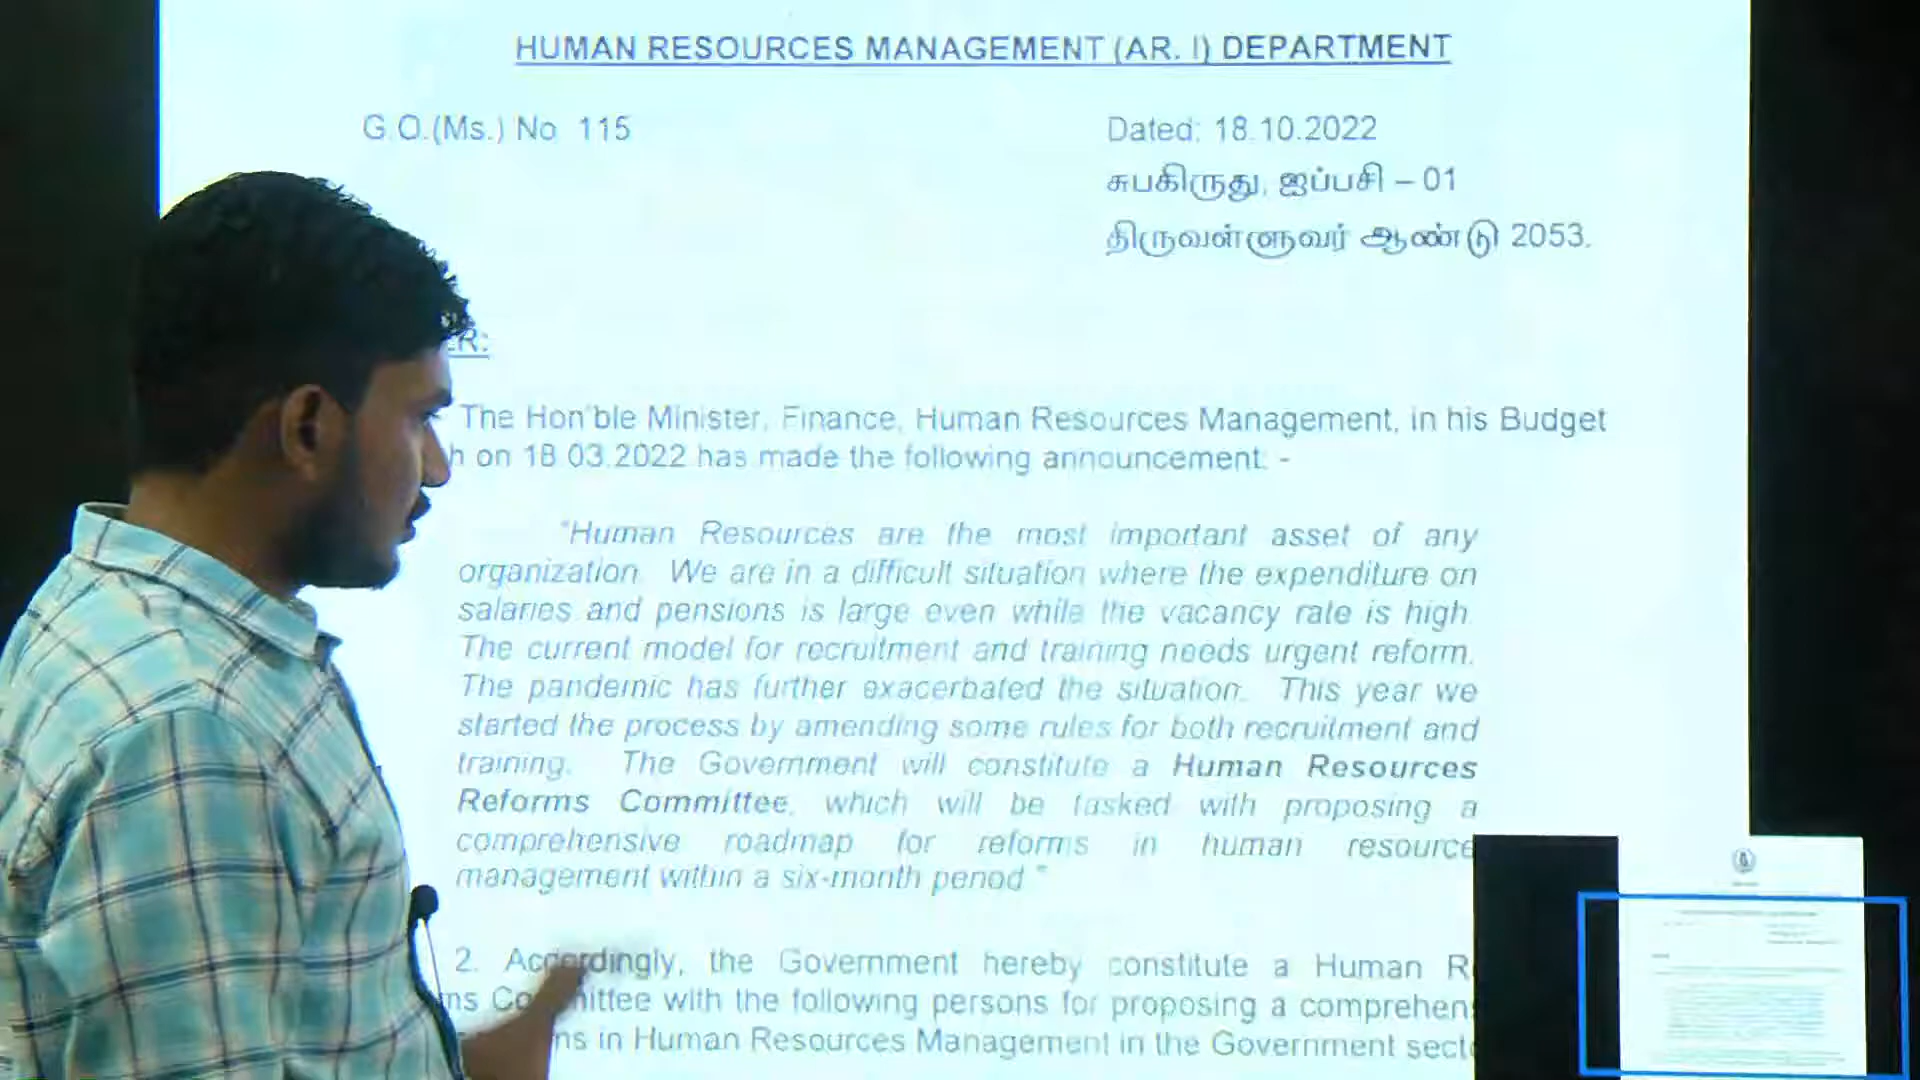 HUMAN RESOURCES MANAGEMENT (AR. I) DEPARTMENT
G.O.(Ms.) No 115
Dated: 18.10.2022
சுபகிருது, ஐப்பசி – 01
திருவள்ளுவர் ஆண்டு 2053.
ER:
The Hon'ble Minister, Finance, Human Resources Management, in his Budget
h on 18.03.2022 has made the following announcement: -
"Human Resources are the most important asset of any
organization. We are in a difficult situation where the expenditure on
salaries and pensions is large even while the vacancy rate is high.
The current model for recruitment and training needs urgent reform.
The pandemic has further exacerbated the situation. This year we
started the process by amending some rules for both recruitment and
training. The Government will constitute a Human Resources
Reforms Committee, which will be tasked with proposing a
comprehensive roadmap for reforms in human resource
management within a six-month period."
2. Accordingly, the Government hereby constitute a Human R
ms Committee with the following persons for proposing a comprehen
ns in Human Resources Management in the Government sect